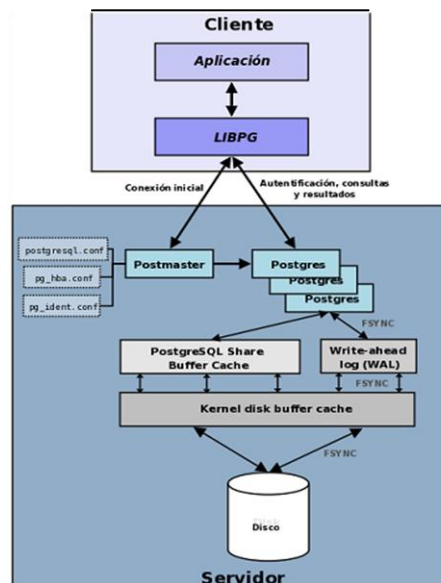 Cliente
Aplicación
LIBPG
Conexión inicial
Autentificación, consultas
y resultados
postgresql.conf
pg_hba.conf
pg_ident.conf
Postmaster
Postgres
Postgres
Postgres
FSYNC
PostgreSQL Share
Buffer Cache
Write-ahead
log (WAL)
FSYNC
Kernel disk buffer cache
FSYNC
Disco
Servidor